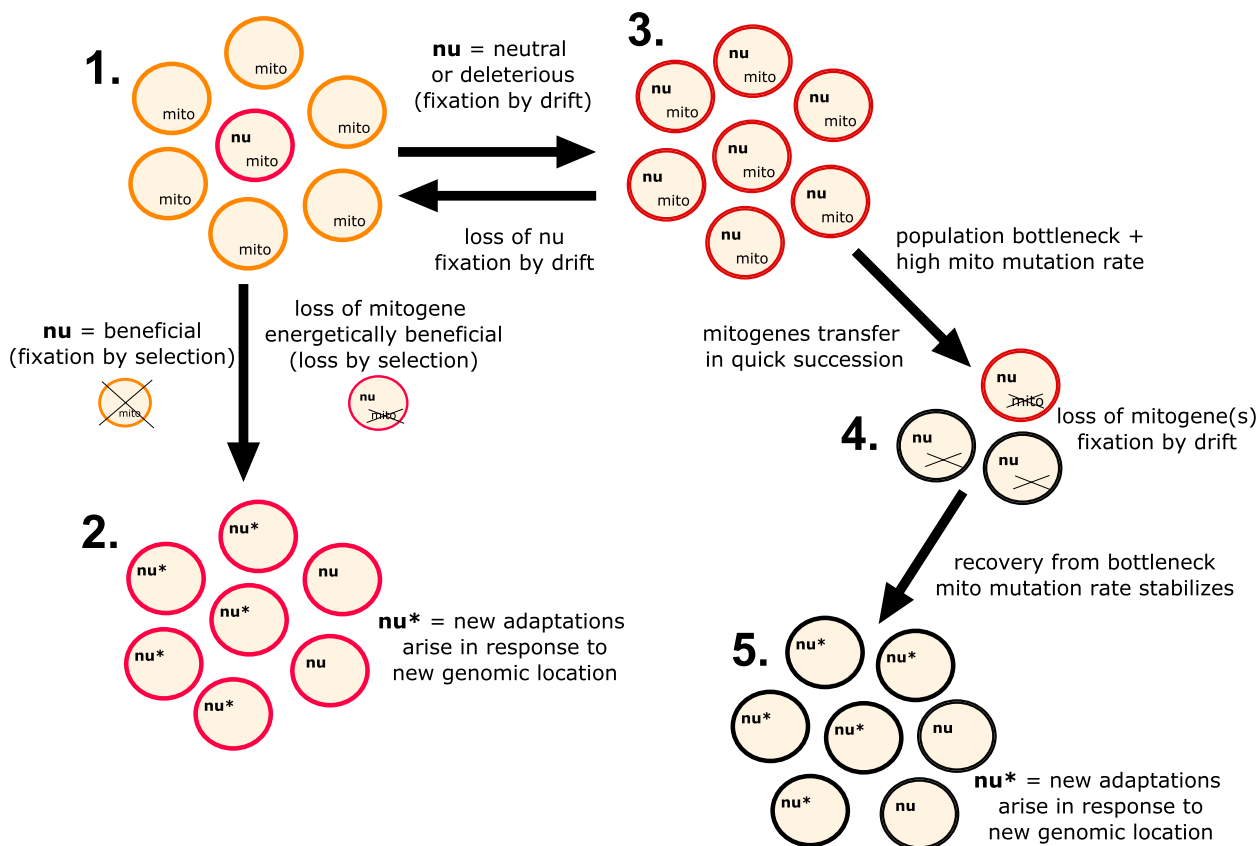 1.
mito
mito
mito
nu
mito
mito
mito
mito
nu = neutral
or deleterious
(fixation by drift)
loss of nu
fixation by drift
3.
nu
mito
nu
mito
nu
mito
nu
mito
nu
mito
nu
mito
nu
mito
nu = beneficial
(fixation by selection)
mito
loss of mitogene
energetically beneficial
(loss by selection)
nu
mito
population bottleneck +
high mito mutation rate
mitogenes transfer
in quick succession
4.
nu
mito
nu
nu
loss of mitogene(s)
fixation by drift
2.
nu*
nu*
nu
nu*
nu*
nu
nu*
nu* = new adaptations
arise in response to
new genomic location
recovery from bottleneck
mito mutation rate stabilizes
5.
nu*
nu*
nu*
nu*
nu
nu*
nu
nu* = new adaptations
arise in response to
new genomic location